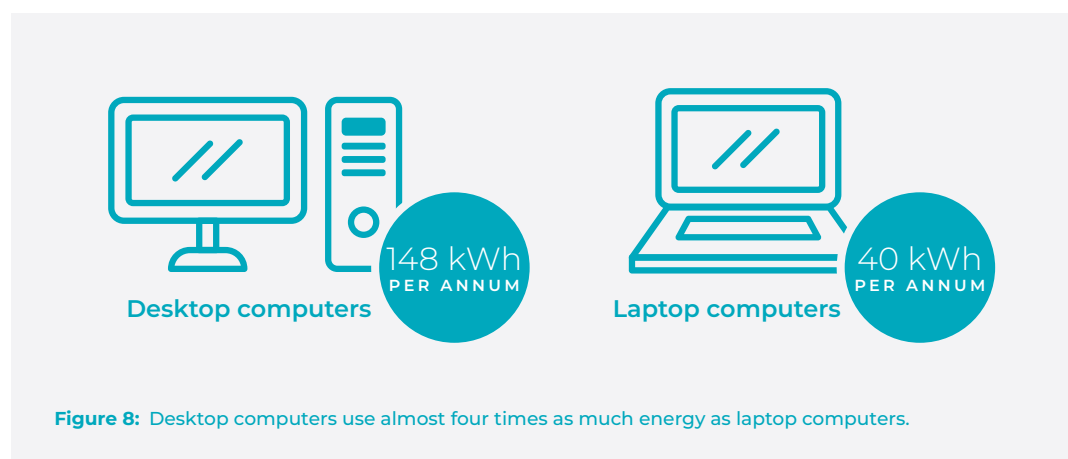 148 kWh
PER ANNUM
Desktop computers
40 kWh
PER ANNUM
Laptop computers
Figure 8: Desktop computers use almost four times as much energy as laptop computers.